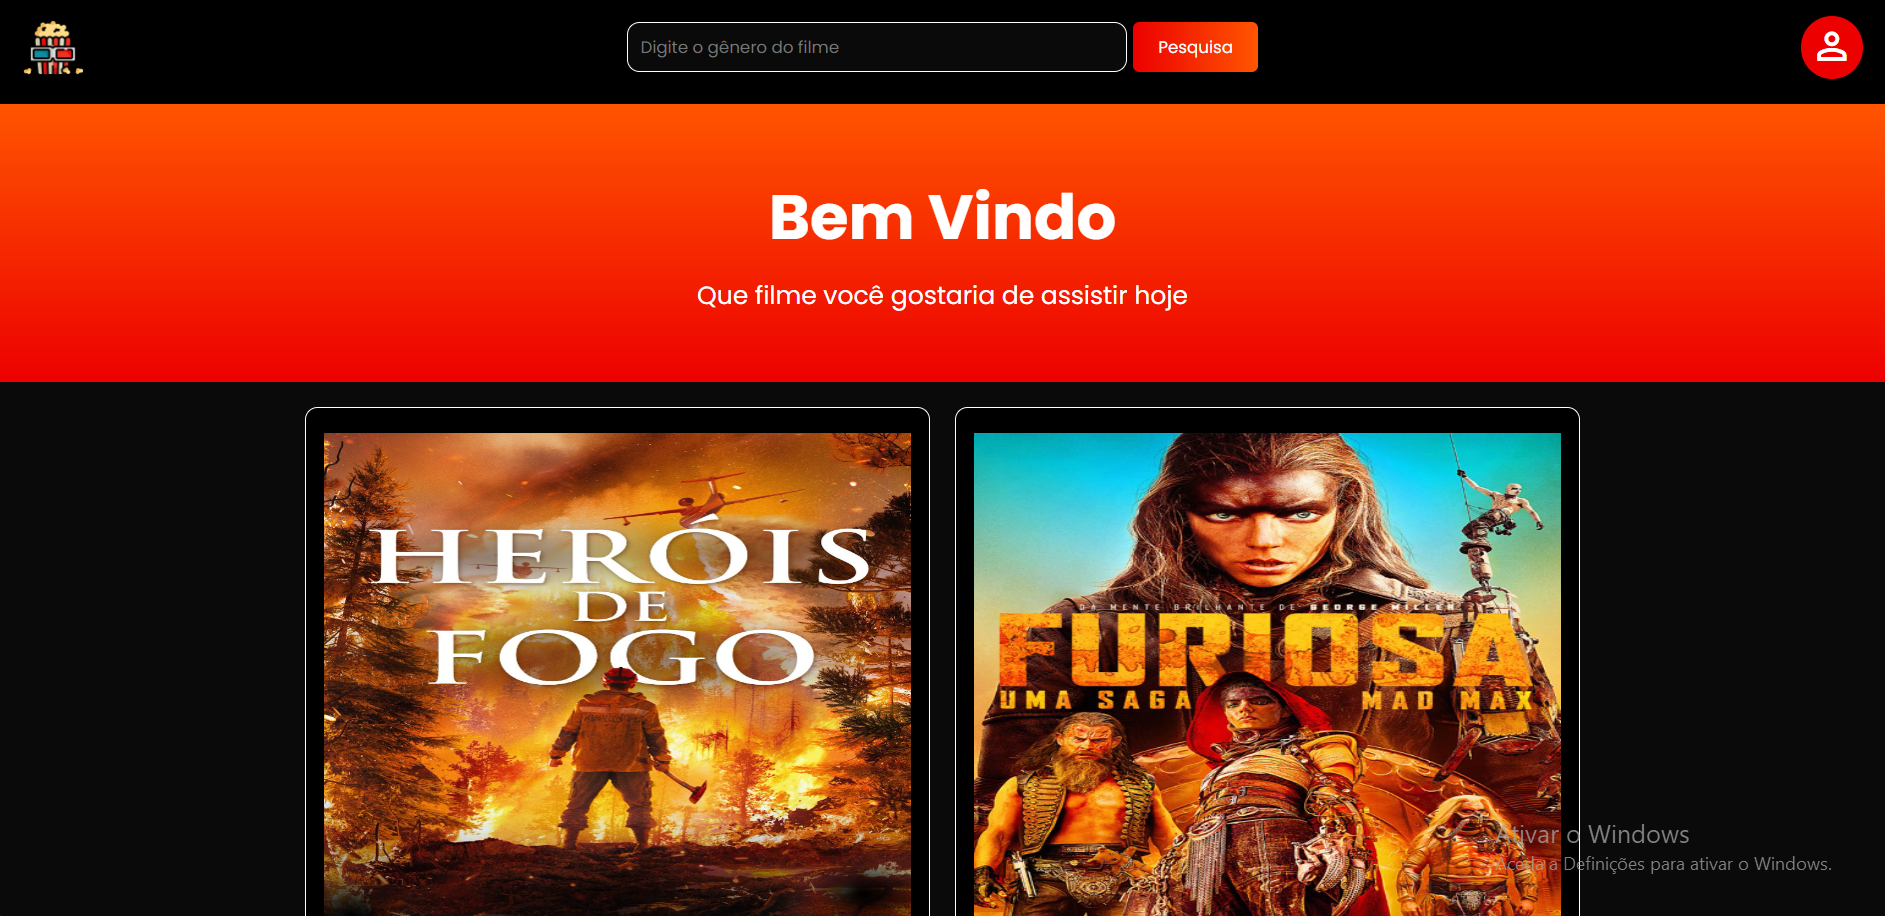 Digite o gênero do filme
Pesquisa
Bem Vindo
Que filme você gostaria de assistir hoje
HERÓIS
DE
FOGO
DA MENTE BRILHANTE DE GEORGE MILLER
FURIOSA
UMA SAGA MAD MAX
Ativar o Windows
Aceda a Definições para ativar o Windows.